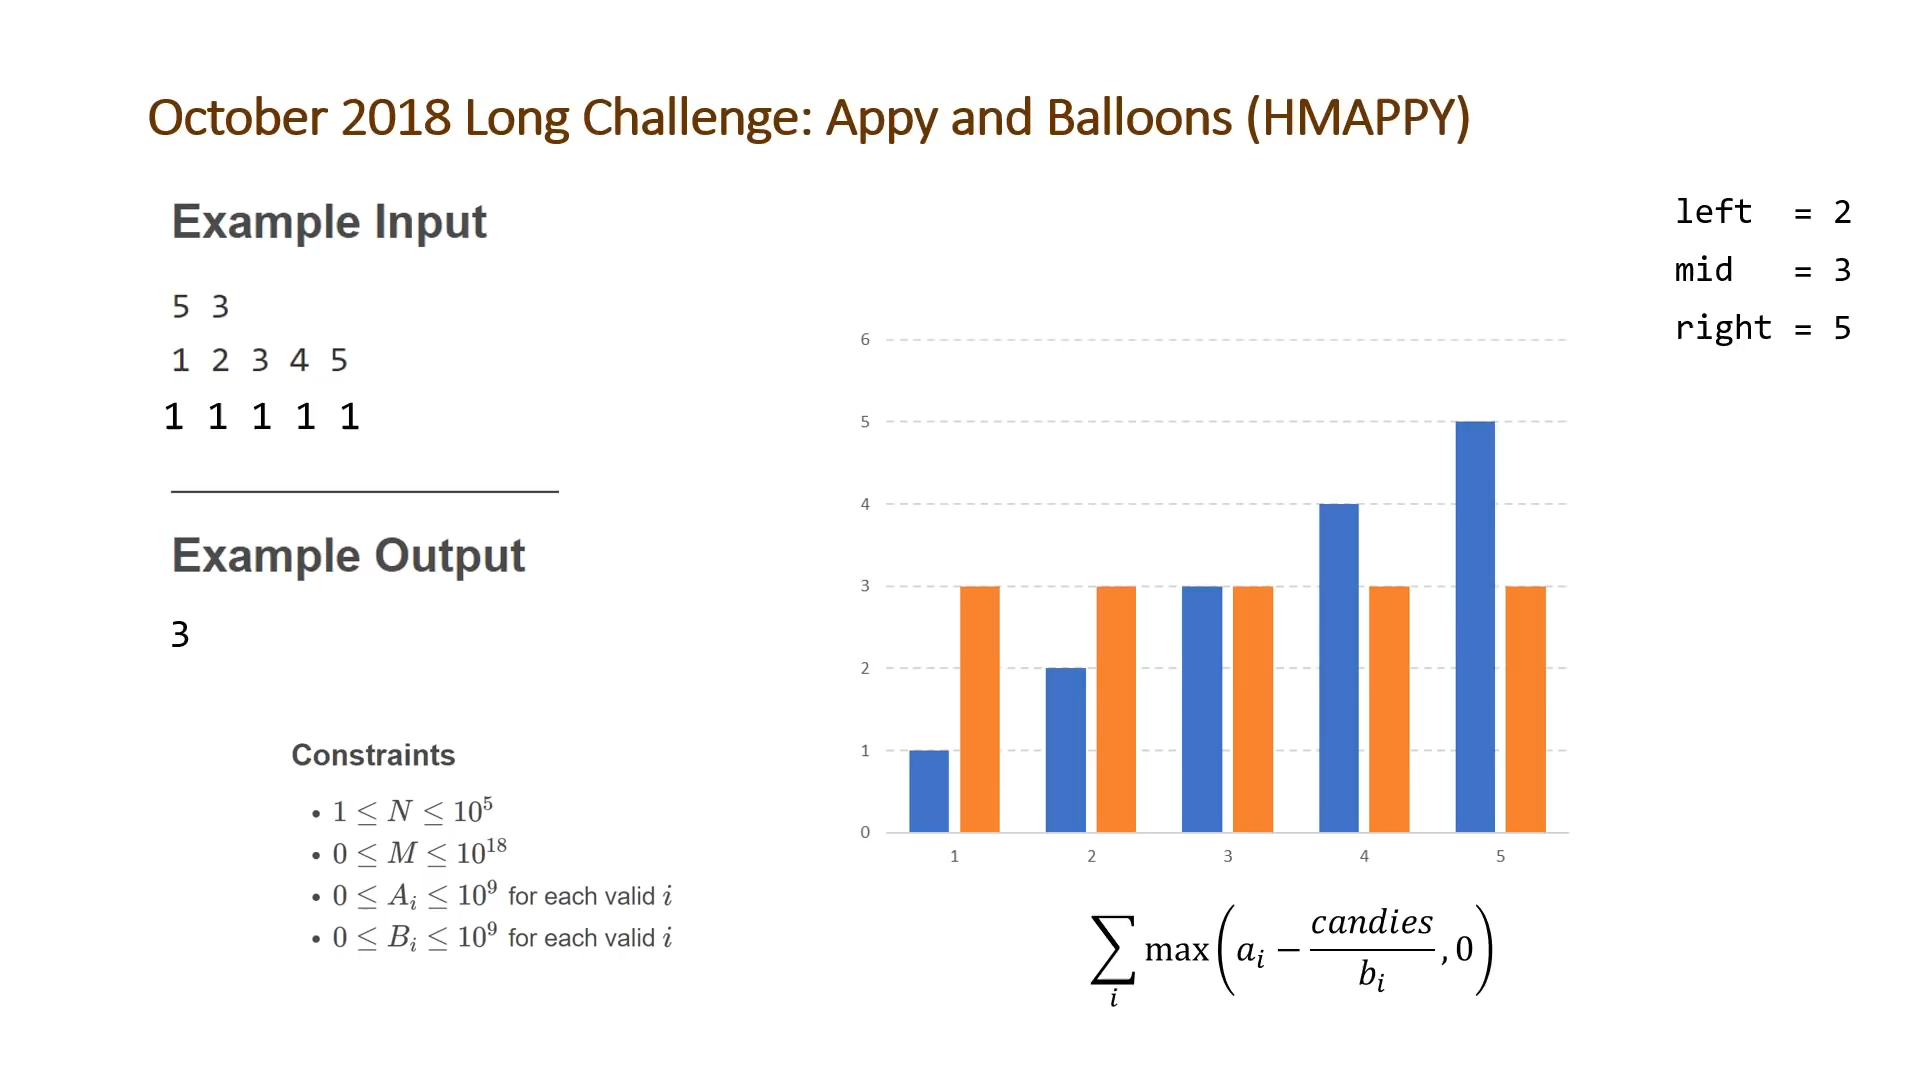 October 2018 Long Challenge: Appy and Balloons (HMAPPY)
Example Input
5 3
1 2 3 4 5
1 1 1 1 1
Example Output
3
Constraints
• 1 ≤ N ≤ 10^5
• 0 ≤ M ≤ 10^18
• 0 ≤ A_i ≤ 10^9 for each valid i
• 0 ≤ B_i ≤ 10^9 for each valid i
left = 2
mid = 3
right = 5
6
5
4
3
2
1
0
1 2 3 4 5
∑_i max(a_i − candies/b_i, 0)